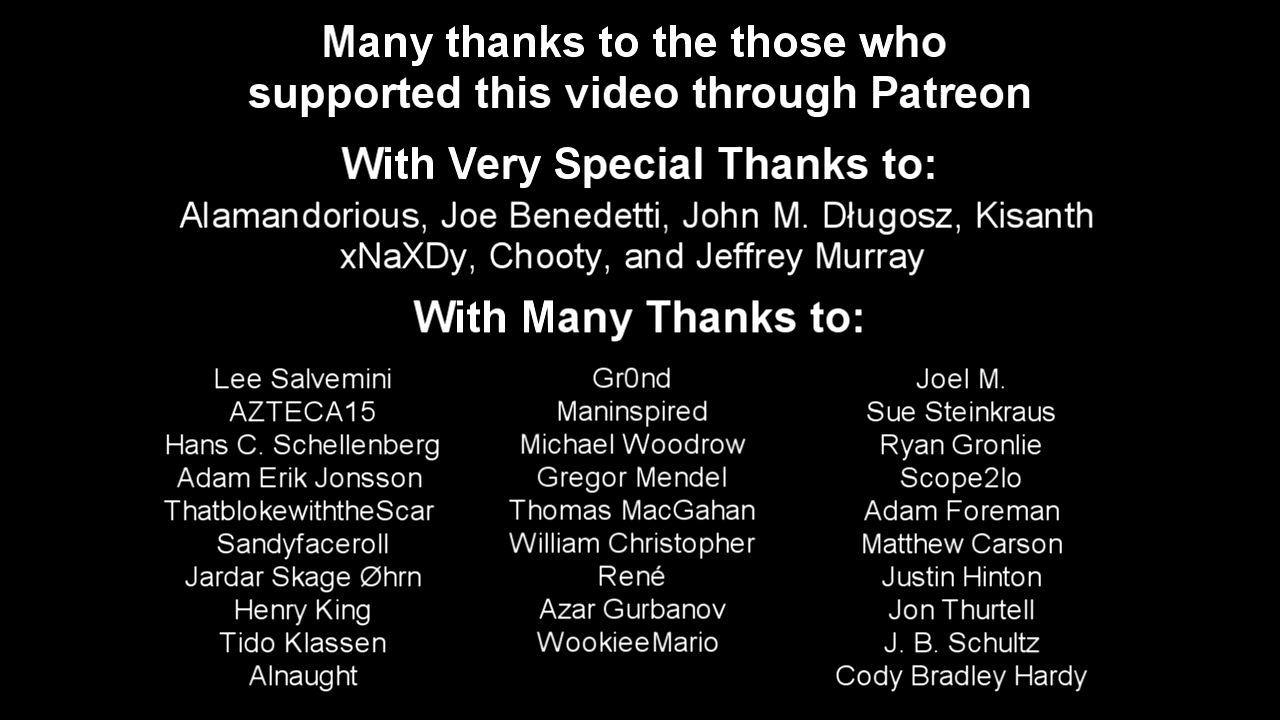 Many thanks to the those who
supported this video through Patreon
With Very Special Thanks to:
Alamandorious, Joe Benedetti, John M. Długosz, Kisanth
xNaXDy, Chooty, and Jeffrey Murray
With Many Thanks to:
Lee Salvemini
AZTECA15
Hans C. Schellenberg
Adam Erik Jonsson
ThatblokewiththeScar
Sandyfaceroll
Jardar Skage Øhrn
Henry King
Tido Klassen
Alnaught
Gr0nd
Maninspired
Michael Woodrow
Gregor Mendel
Thomas MacGahan
William Christopher
René
Azar Gurbanov
WookieeMario
Joel M.
Sue Steinkraus
Ryan Gronlie
Scope2lo
Adam Foreman
Matthew Carson
Justin Hinton
Jon Thurtell
J. B. Schultz
Cody Bradley Hardy